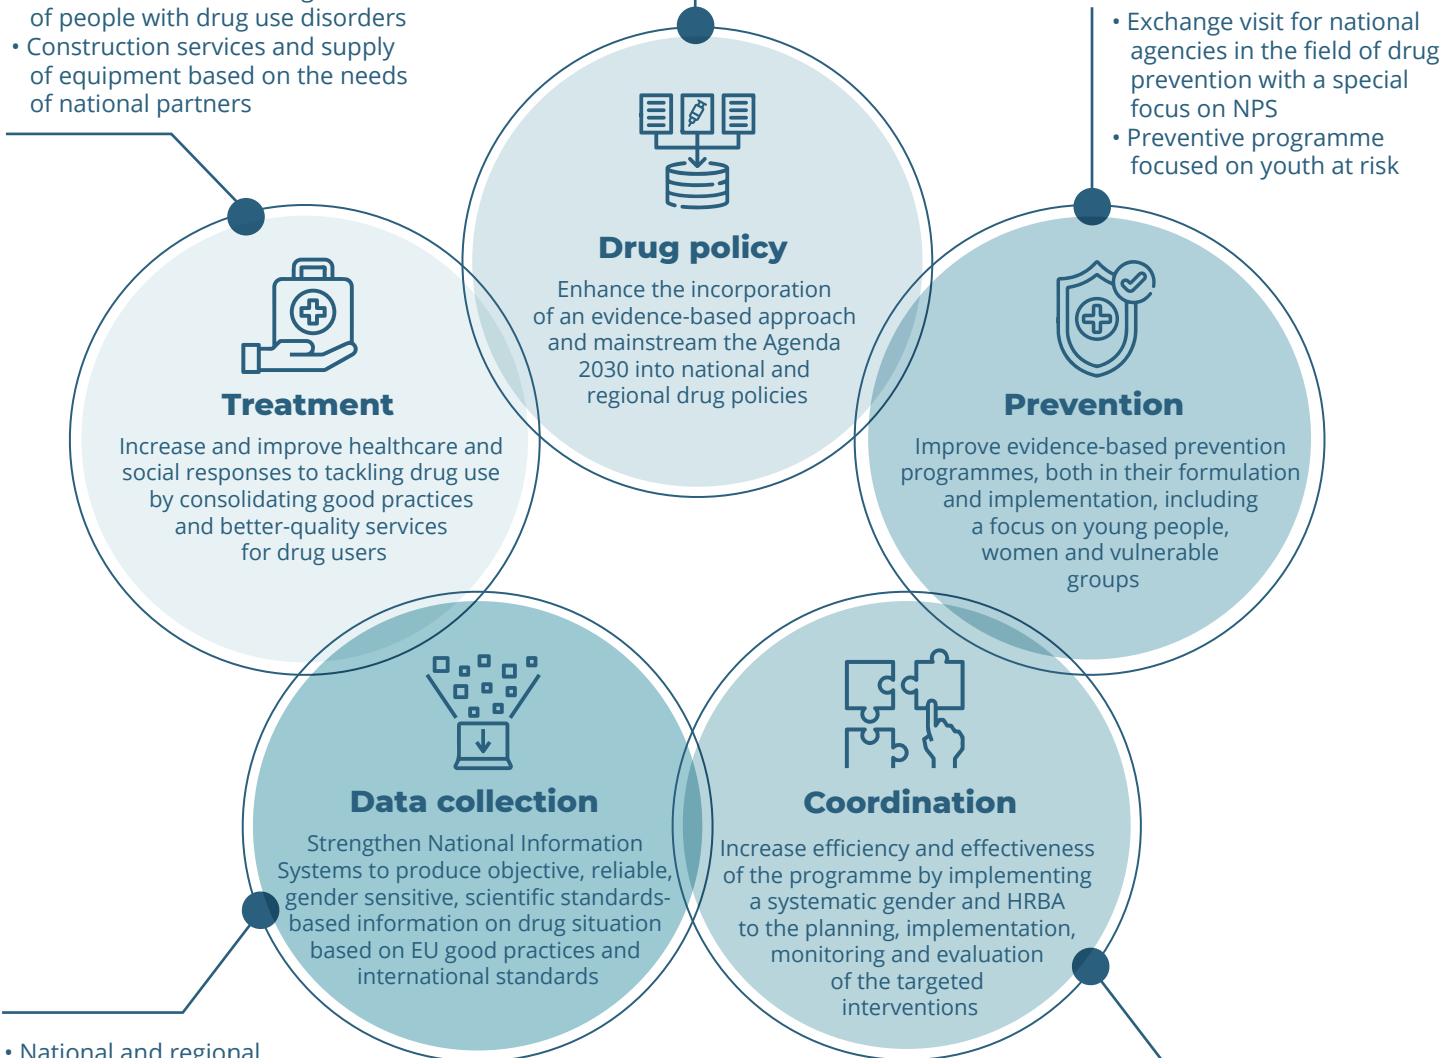 of people with drug use disorders
• Construction services and supply
of equipment based on the needs
of national partners
• Exchange visit for national
agencies in the field of drug
prevention with a special
focus on NPS
• Preventive programme
focused on youth at risk
Drug policy
Enhance the incorporation
of an evidence-based approach
and mainstream the Agenda
2030 into national and
regional drug policies
Treatment
Increase and improve healthcare and
social responses to tackling drug use
by consolidating good practices
and better-quality services
for drug users
Prevention
Improve evidence-based prevention
programmes, both in their formulation
and implementation, including
a focus on young people,
women and vulnerable
groups
Data collection
Strengthen National Information
Systems to produce objective, reliable,
gender sensitive, scientific standards-
based information on drug situation
based on EU good practices and
international standards
Coordination
Increase efficiency and effectiveness
of the programme by implementing
a systematic gender and HRBA
to the planning, implementation,
monitoring and evaluation
of the targeted
interventions
• National and regional